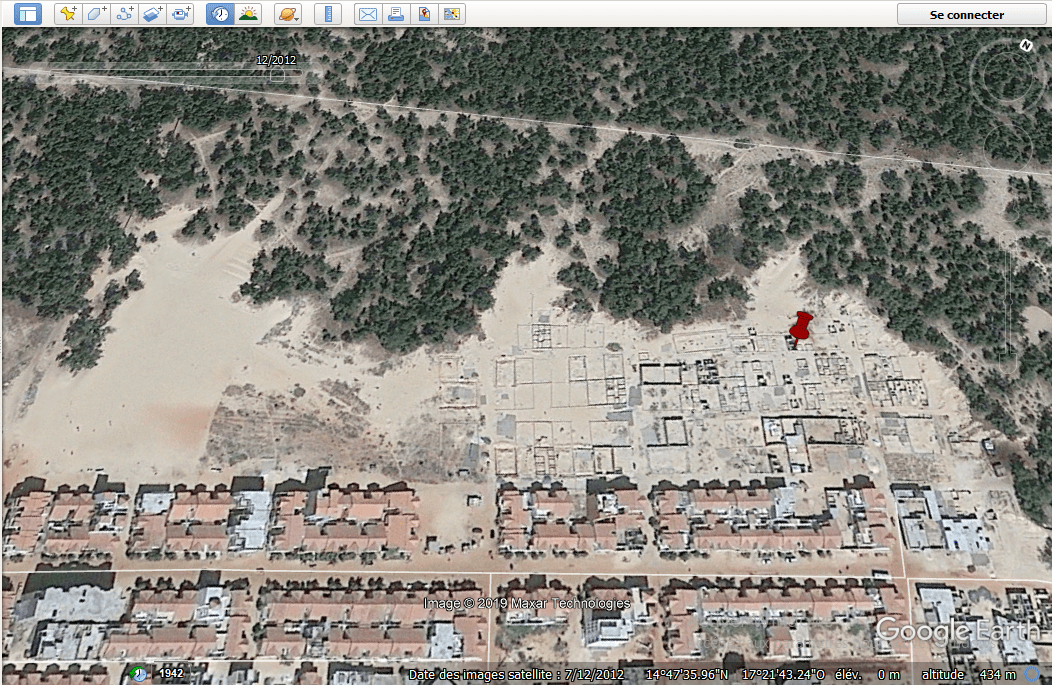 Se connecter
12/2012
N
Image © 2019 Maxar Technologies
Google Earth
1942
Date des images satellite : 7/12/2012 14°47'35.96"N 17°21'43.24"O élév. 0 m altitude 434 m